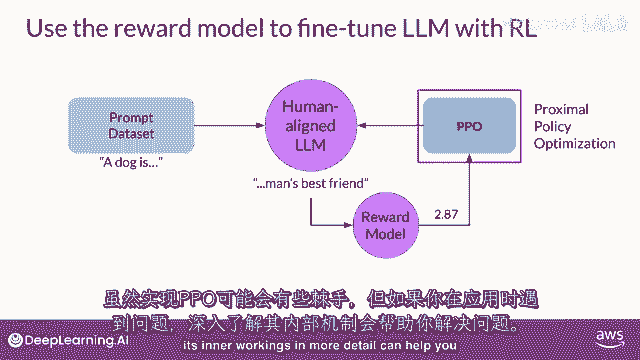 Use the reward model to fine-tune LLM with RL
Prompt
Dataset
"A dog is..."
Human-
aligned
LLM
"...man's best friend"
PPO
Proximal
Policy
Optimization
Reward
Model
2.87
虽然实现PPO可能会有些棘手，但如果你在应用时遇
到问题，深入了解其内部机制会帮助你解决问题。
its inner workings in more detail can help you
DeepLearning.AI
aws